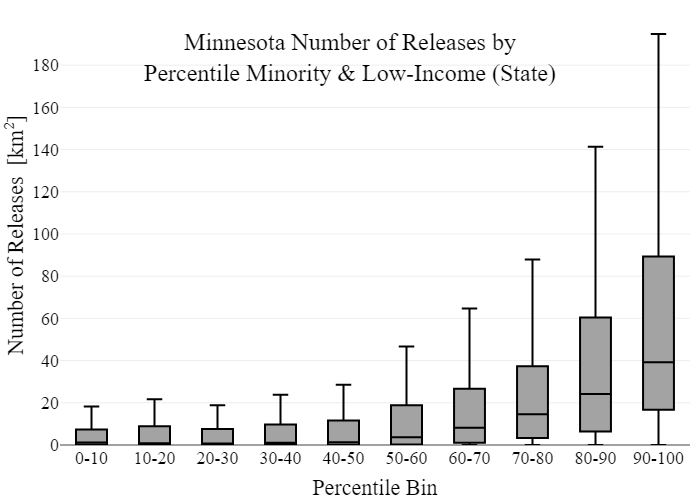 Minnesota Number of Releases by
Percentile Minority & Low-Income (State)
Number of Releases [km²]
180
160
140
120
100
80
60
40
20
0
0-10 10-20 20-30 30-40 40-50 50-60 60-70 70-80 80-90 90-100
Percentile Bin